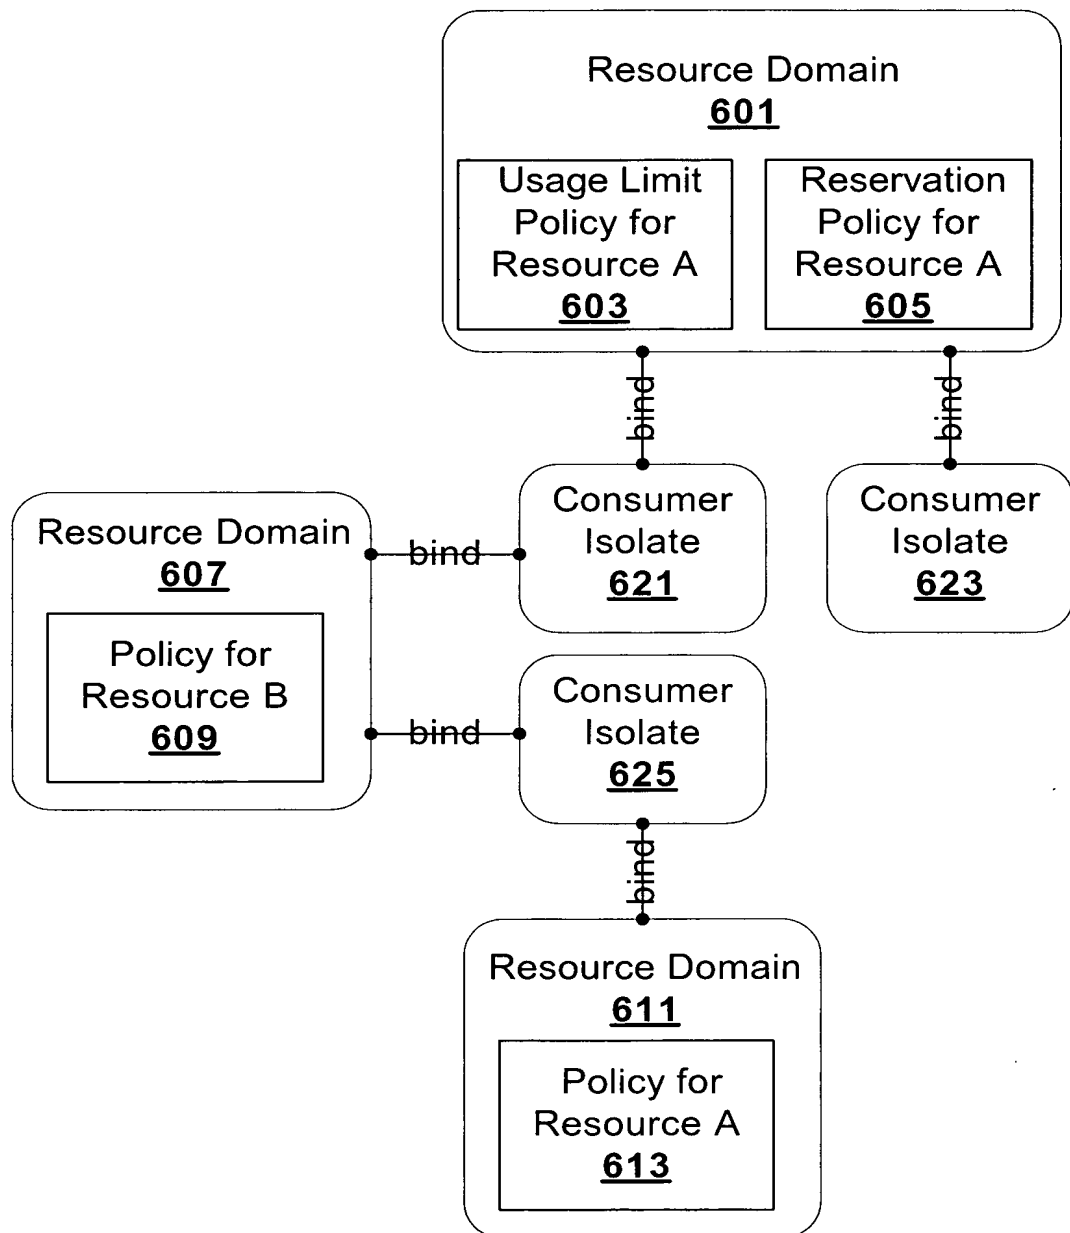 Resource Domain
601
Usage Limit
Policy for
Resource A
603
Reservation
Policy for
Resource A
605
bind
bind
Consumer
Isolate
621
Consumer
Isolate
623
Resource Domain
607
bind
Policy for
Resource B
609
Consumer
Isolate
625
bind
bind
Resource Domain
611
Policy for
Resource A
613